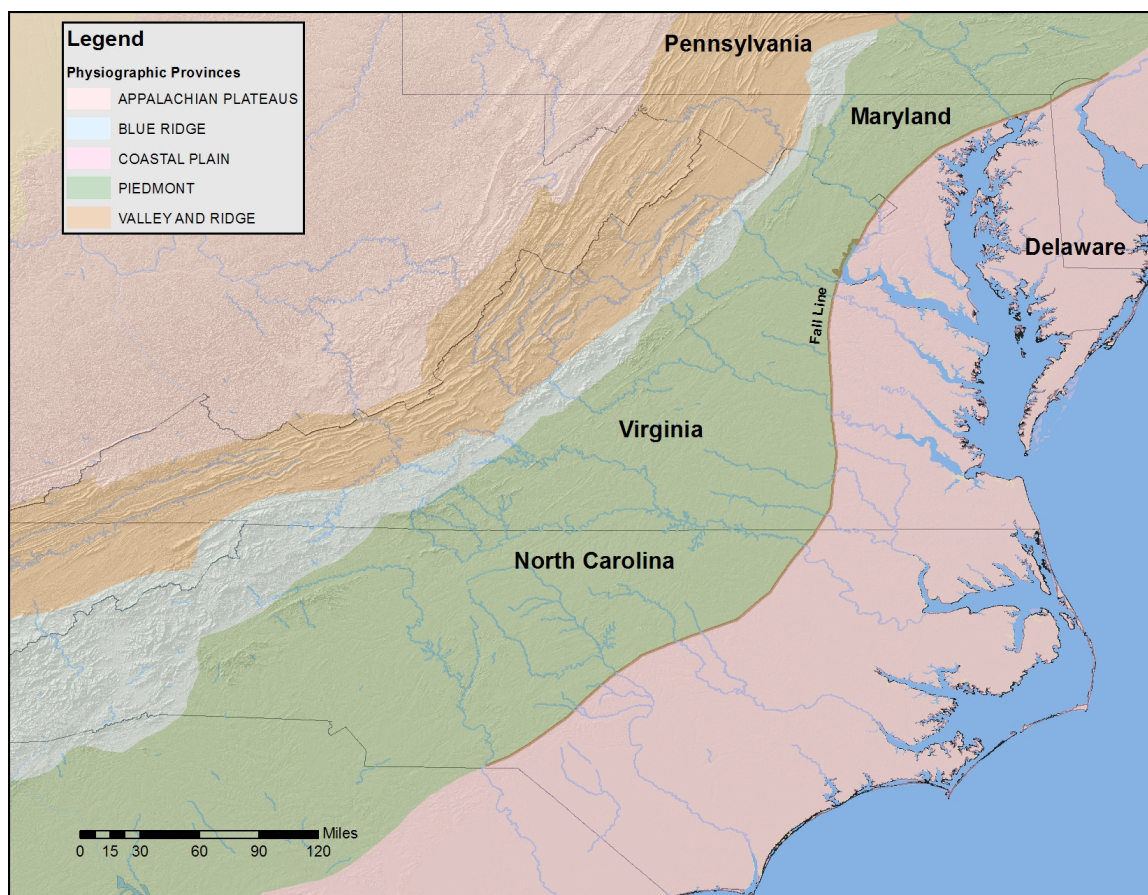 Legend
Physiographic Provinces
APPALACHIAN PLATEAUS
BLUE RIDGE
COASTAL PLAIN
PIEDMONT
VALLEY AND RIDGE
Pennsylvania
Maryland
Delaware
Fall Line
Virginia
North Carolina
Miles
0 15 30 60 90 120